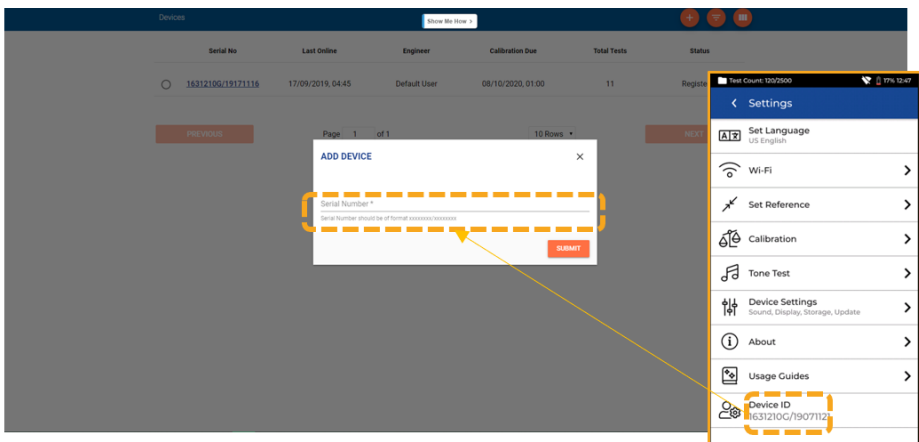 Devices
Show Me How >
Serial No Last Online Engineer Calibration Due Total Tests Status
1631210G/19171116 17/09/2019, 04:45 Default User 08/10/2020, 01:00 11 Registe
PREVIOUS Page 1 of 1 10 Rows NEXT
ADD DEVICE
Serial Number *
Serial Number should be of format xxxxxxxx/xxxxxxxx
SUBMIT
Test Count: 120/2500 17% 12:47
Settings
Set Language
US English
Wi-Fi
Set Reference
Calibration
Tone Test
Device Settings
Sound, Display, Storage, Update
About
Usage Guides
Device ID
1631210G/19071121